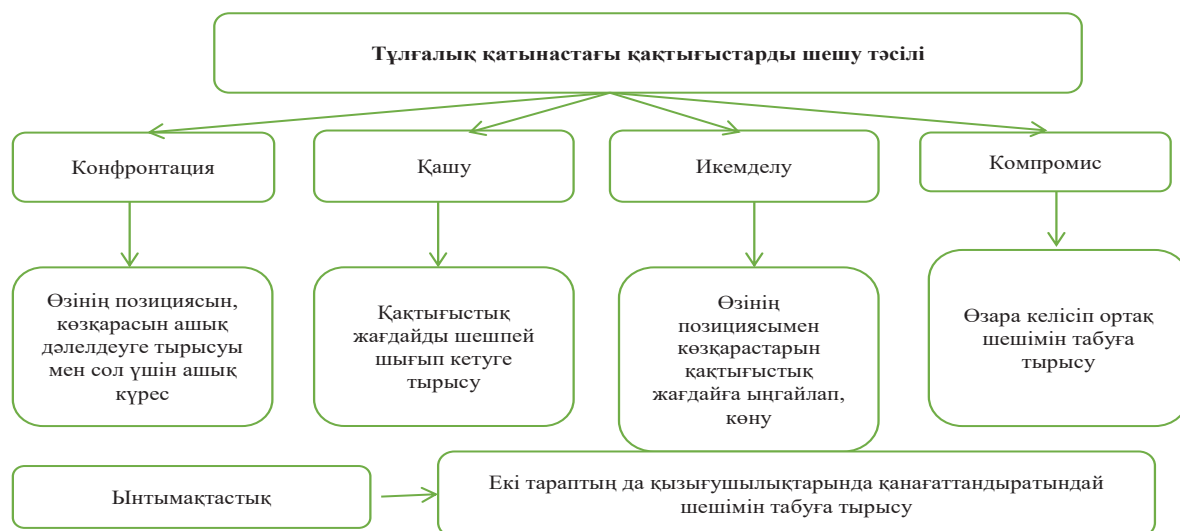 Тұлғалық қатынастағы қақтығыстарды шешу тәсілі
Конфронтация
Қашу
Икемделу
Компромис
Өзінің позициясын,
көзқарасын ашық
дәлелдеуге тырысуы
мен сол үшін ашық
күрес
Қақтығыстық
жағдайды шешпей
шығып кетуге
тырысу
Өзінің
позициясымен
көзқарастарын
қақтығыстық
жағдайға ыңғайлап,
көну
Өзара келісіп ортақ
шешімін табуға
тырысу
Ынтымақтастық
Екі тараптың да қызығушылықтарында қанағаттандыратындай
шешімін табуға тырысу